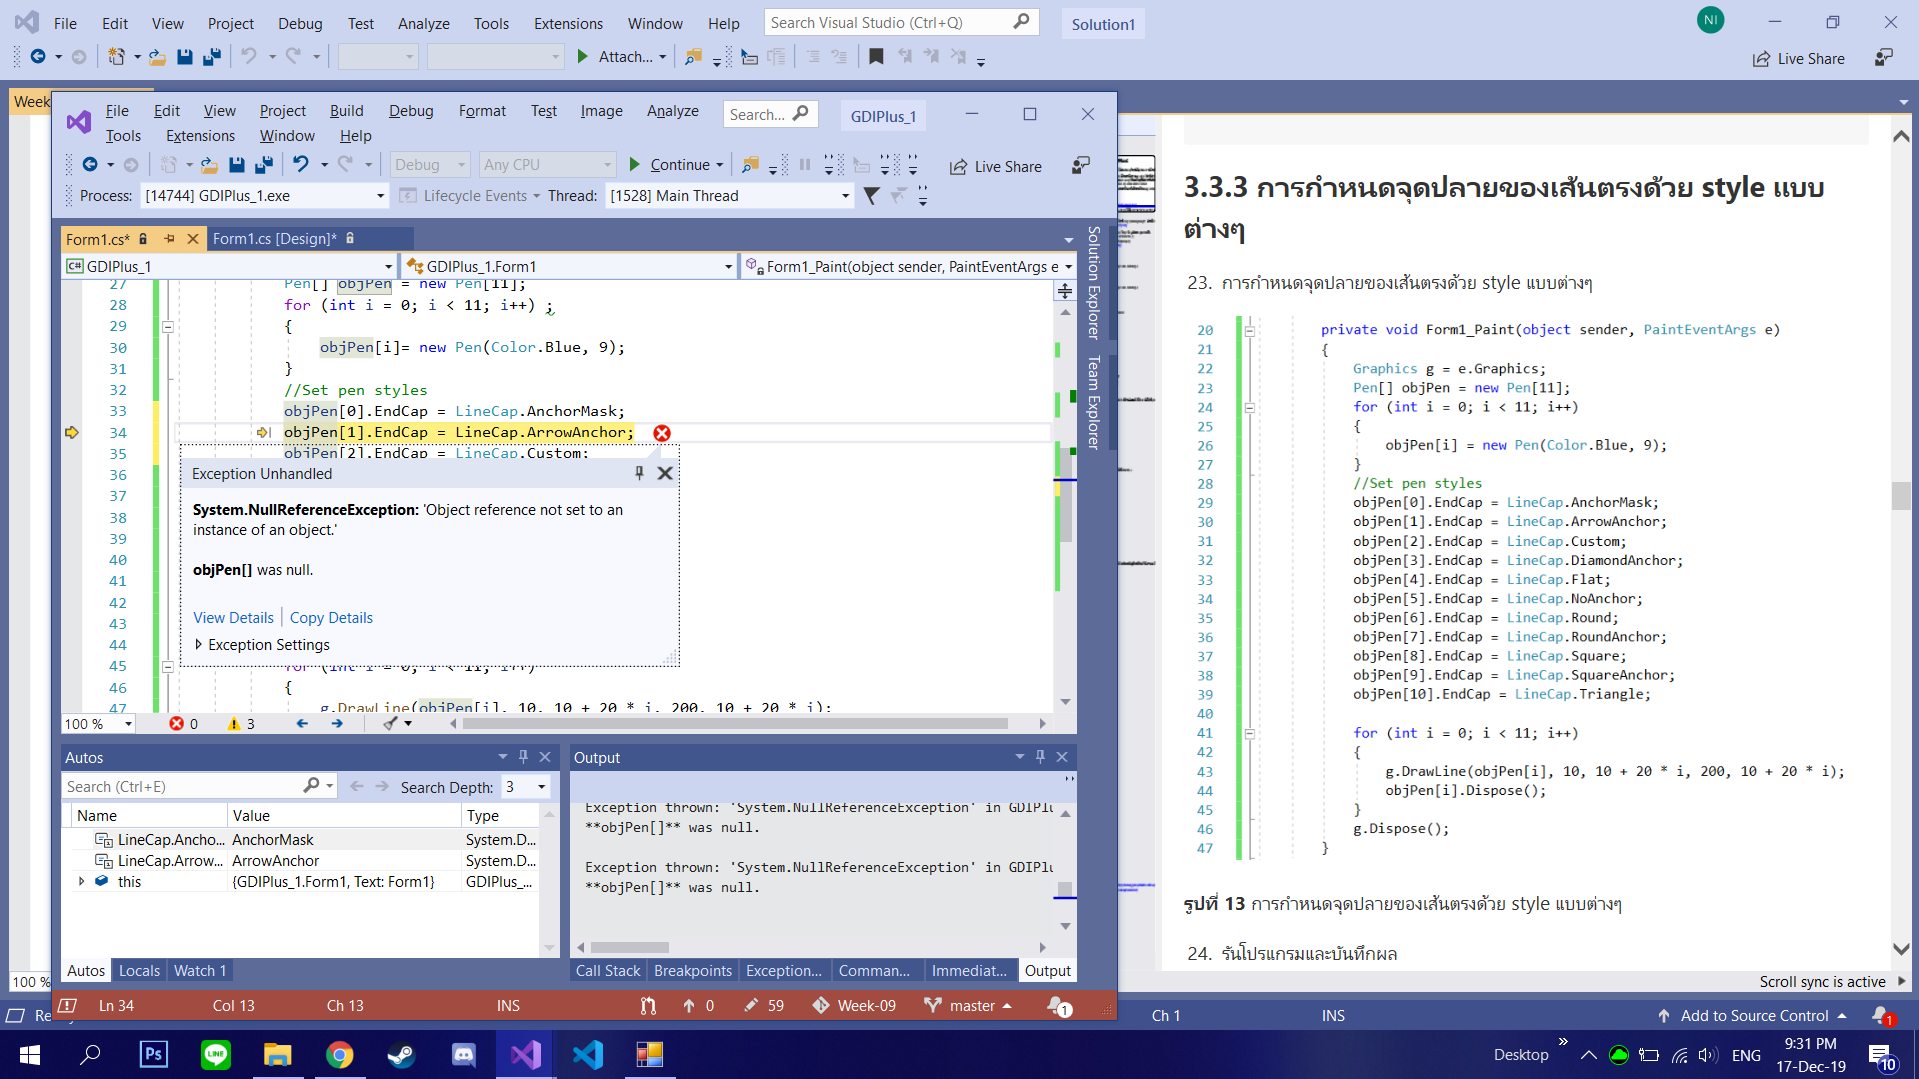 File Edit View Project Debug Test Analyze Tools Extensions Window Help Search Visual Studio (Ctrl+Q) Solution1 NI
Attach... Live Share
Week
File Edit View Project Build Debug Format Test Image Analyze Search... GDIPlus_1
Tools Extensions Window Help
Debug Any CPU Continue Live Share
Process: [14744] GDIPlus_1.exe Lifecycle Events Thread: [1528] Main Thread
Form1.cs* Form1.cs [Design]*
C# GDIPlus_1 GDIPlus_1.Form1 Form1_Paint(object sender, PaintEventArgs e
Solution Explorer
Team Explorer
27 Pen[] objPen = new Pen[11];
28 for (int i = 0; i < 11; i++) ;
29 {
30 objPen[i]= new Pen(Color.Blue, 9);
31 }
32 //Set pen styles
33 objPen[0].EndCap = LineCap.AnchorMask;
34 objPen[1].EndCap = LineCap.ArrowAnchor;
35 objPen[2].EndCap = LineCap.Custom;
36
37
38
39
40
41
42
43
44
45 for (int i = 0; i < 11; i++)
46 {
47 g.DrawLine(objPen[i], 10, 10 + 20 * i, 200, 10 + 20 * i);
Exception Unhandled
System.NullReferenceException: 'Object reference not set to an
instance of an object.'
objPen[] was null.
View Details Copy Details
Exception Settings
100 % 0 3
Autos
Search (Ctrl+E) Search Depth: 3
Name Value Type
LineCap.Ancho... AnchorMask System.D...
LineCap.Arrow... ArrowAnchor System.D...
this {GDIPlus_1.Form1, Text: Form1} GDIPlus_...
Autos Locals Watch 1
Output
Exception thrown: 'System.NullReferenceException' in GDIPlu
**objPen[]** was null.
Exception thrown: 'System.NullReferenceException' in GDIPlu
**objPen[]** was null.
Call Stack Breakpoints Exception... Comman... Immediat... Output
100 %
Ln 34 Col 13 Ch 13 INS 0 59 Week-09 master 1
3.3.3 การกำหนดจุดปลายของเส้นตรงด้วย style แบบ
ต่างๆ
23. การกำหนดจุดปลายของเส้นตรงด้วย style แบบต่างๆ
20 private void Form1_Paint(object sender, PaintEventArgs e)
21 {
22 Graphics g = e.Graphics;
23 Pen[] objPen = new Pen[11];
24 for (int i = 0; i < 11; i++)
25 {
26 objPen[i] = new Pen(Color.Blue, 9);
27 }
28 //Set pen styles
29 objPen[0].EndCap = LineCap.AnchorMask;
30 objPen[1].EndCap = LineCap.ArrowAnchor;
31 objPen[2].EndCap = LineCap.Custom;
32 objPen[3].EndCap = LineCap.DiamondAnchor;
33 objPen[4].EndCap = LineCap.Flat;
34 objPen[5].EndCap = LineCap.NoAnchor;
35 objPen[6].EndCap = LineCap.Round;
36 objPen[7].EndCap = LineCap.RoundAnchor;
37 objPen[8].EndCap = LineCap.Square;
38 objPen[9].EndCap = LineCap.SquareAnchor;
39 objPen[10].EndCap = LineCap.Triangle;
40
41 for (int i = 0; i < 11; i++)
42 {
43 g.DrawLine(objPen[i], 10, 10 + 20 * i, 200, 10 + 20 * i);
44 objPen[i].Dispose();
45 }
46 g.Dispose();
47 }
รูปที่ 13 การกำหนดจุดปลายของเส้นตรงด้วย style แบบต่างๆ
24. รันโปรแกรมและบันทึกผล
Scroll sync is active
Ch 1 INS Add to Source Control 1
Ps LINE Desktop ENG 9:31 PM
17-Dec-19 10